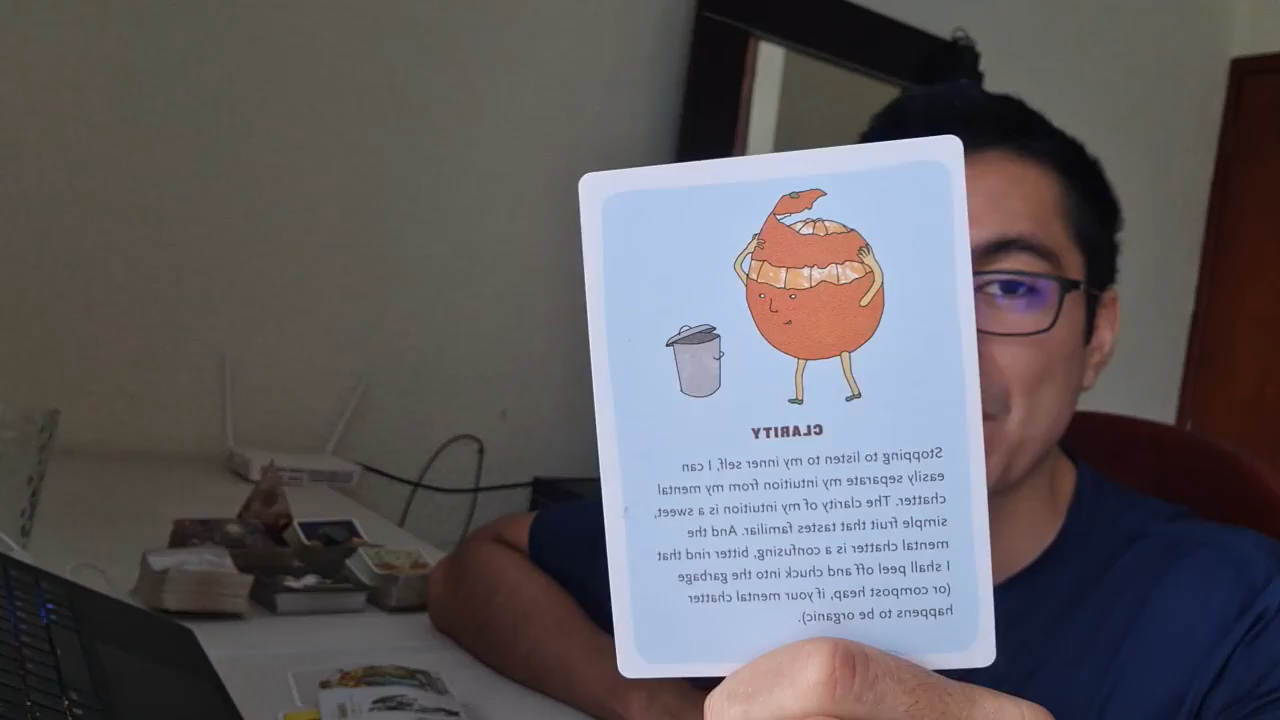 CLARITY
Stopping to listen to my inner self, I can
easily separate my intuition from my mental
chatter. The clarity of my intuition is a sweet,
simple fruit that tastes familiar. And the
mental chatter is a confusing, bitter rind that
I shall peel off and chuck into the garbage
(or compost heap, if your mental chatter
happens to be organic).